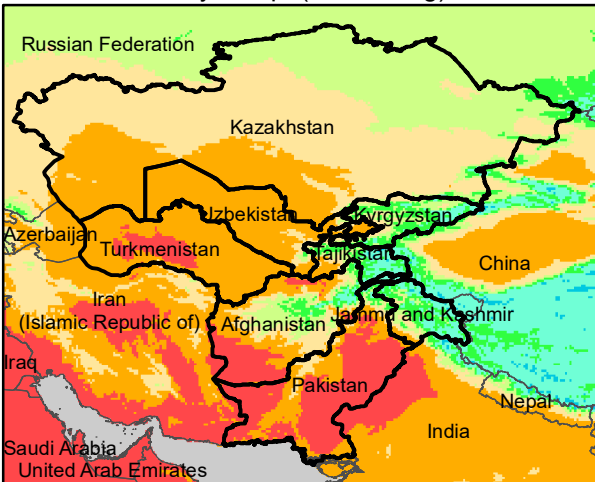 Russian Federation
Kazakhstan
Uzbekistan
Kyrgyzstan
Azerbaijan
Turkmenistan
Tajikistan
China
Iran
(Islamic Republic of)
Afghanistan
Jammu and Kashmir
Iraq
Pakistan
Nepal
India
Saudi Arabia
United Arab Emirates